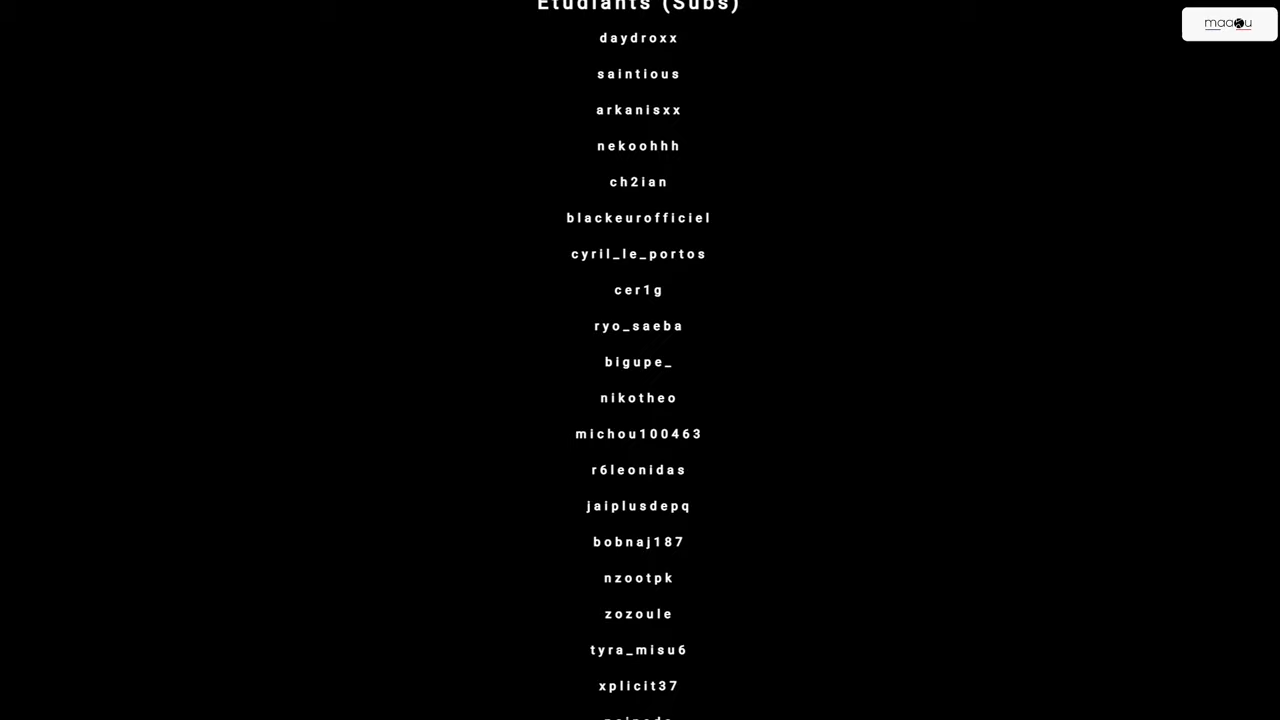 Etudiants (Subs)
daydroxx
saintious
arkanisxx
nekoohhh
ch2ian
blackeurofficiel
cyril_le_portos
cer1g
ryo_saeba
bigupe_
nikotheo
michou100463
r6leonidas
jaiplusdepq
bobnaj187
nzootpk
zozoule
tyra_misu6
xplicit37